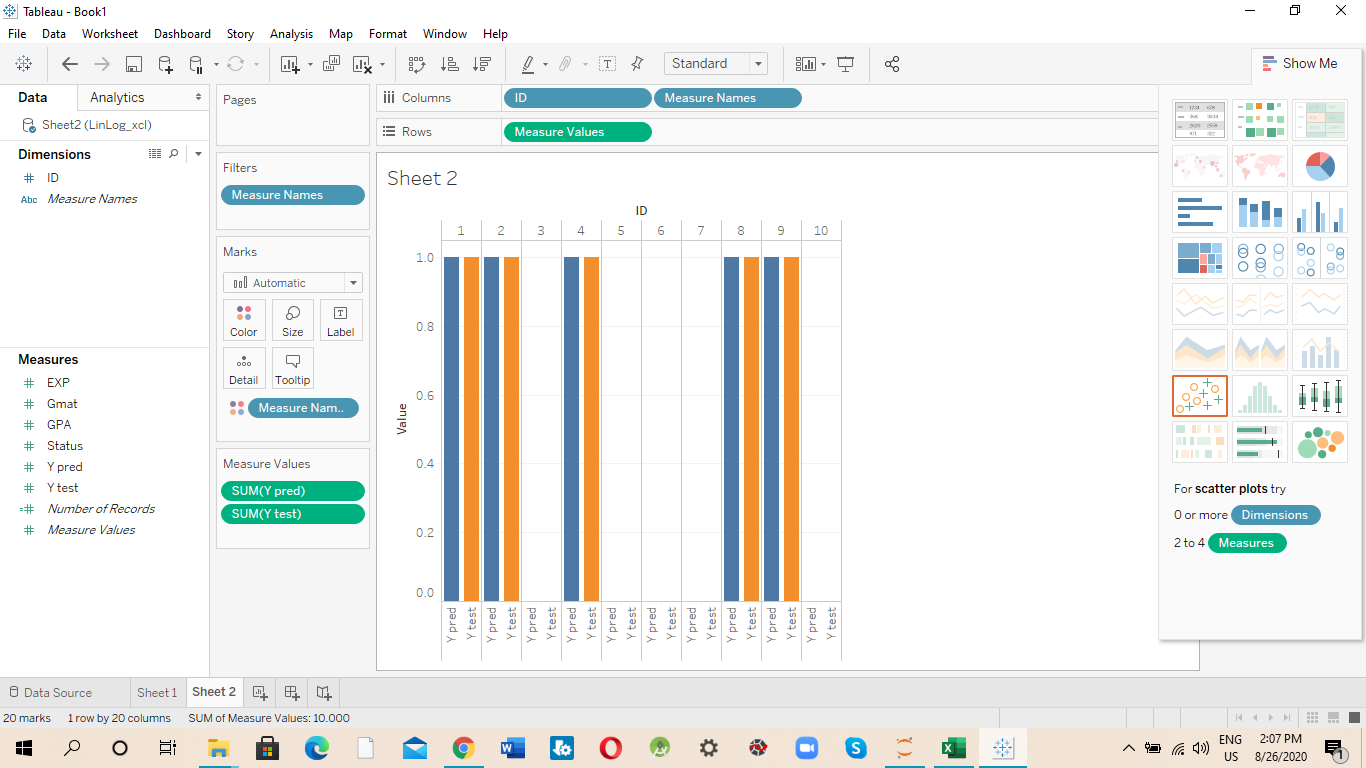 Tableau - Book1
File Data Worksheet Dashboard Story Analysis Map Format Window Help
Standard
Show Me
Data Analytics
Sheet2 (LinLog_xcl)
Dimensions
ID
Abc Measure Names
Measures
EXP
Gmat
GPA
Status
Y pred
Y test
Number of Records
Measure Values
Pages
Filters
Measure Names
Marks
Automatic
Color Size Label
Detail Tooltip
Measure Nam..
Measure Values
SUM(Y pred)
SUM(Y test)
Columns ID Measure Names
Rows Measure Values
Sheet 2
ID
1 2 3 4 5 6 7 8 9 10
1.0
0.8
0.6
0.4
0.2
0.0
Value
Y pred Y test Y pred Y test Y pred Y test Y pred Y test Y pred Y test Y pred Y test Y pred Y test Y pred Y test Y pred Y test Y pred Y test
For scatter plots try
0 or more Dimensions
2 to 4 Measures
Data Source Sheet 1 Sheet 2
20 marks 1 row by 20 columns SUM of Measure Values: 10.000
ENG
US
2:07 PM
8/26/2020
1